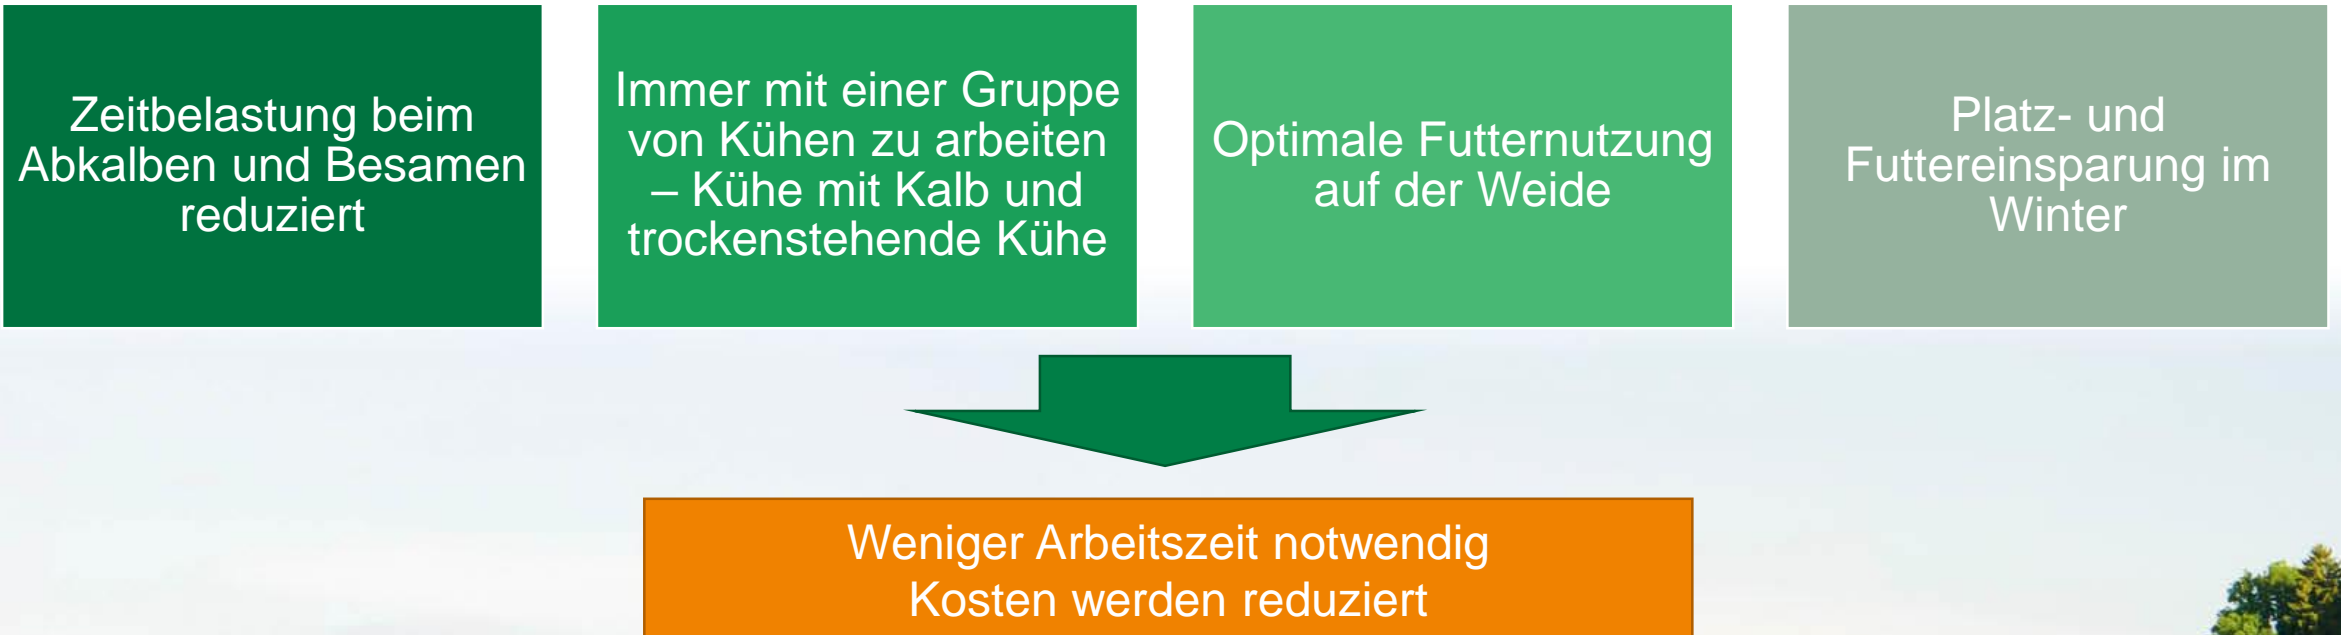 Zeitbelastung beim
Abkalben und Besamen
reduziert
Immer mit einer Gruppe
von Kühen zu arbeiten
– Kühe mit Kalb und
trockenstehende Kühe
Optimale Futternutzung
auf der Weide
Platz- und
Futtereinsparung im
Winter
Weniger Arbeitszeit notwendig
Kosten werden reduziert